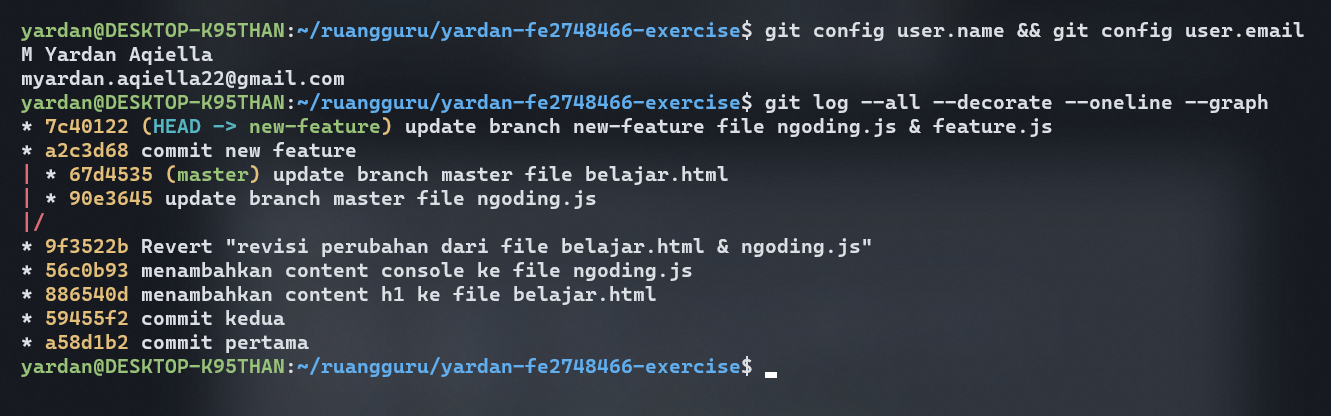 yardan@DESKTOP-K95THAN:~/ruangguru/yardan-fe2748466-exercise$ git config user.name && git config user.email
M Yardan Aqiella
myardan.aqiella22@gmail.com
yardan@DESKTOP-K95THAN:~/ruangguru/yardan-fe2748466-exercise$ git log --all --decorate --oneline --graph
* 7c40122 (HEAD -> new-feature) update branch new-feature file ngoding.js & feature.js
* a2c3d68 commit new feature
| * 67d4535 (master) update branch master file belajar.html
| * 90e3645 update branch master file ngoding.js
|/
* 9f3522b Revert "revisi perubahan dari file belajar.html & ngoding.js"
* 56c0b93 menambahkan content console ke file ngoding.js
* 886540d menambahkan content h1 ke file belajar.html
* 59455f2 commit kedua
* a58d1b2 commit pertama
yardan@DESKTOP-K95THAN:~/ruangguru/yardan-fe2748466-exercise$